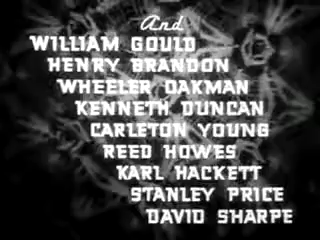 And
WILLIAM GOULD
HENRY BRANDON
WHEELER OAKMAN
KENNETH DUNCAN
CARLETON YOUNG
REED HOWES
KARL HACKETT
STANLEY PRICE
DAVID SHARPE